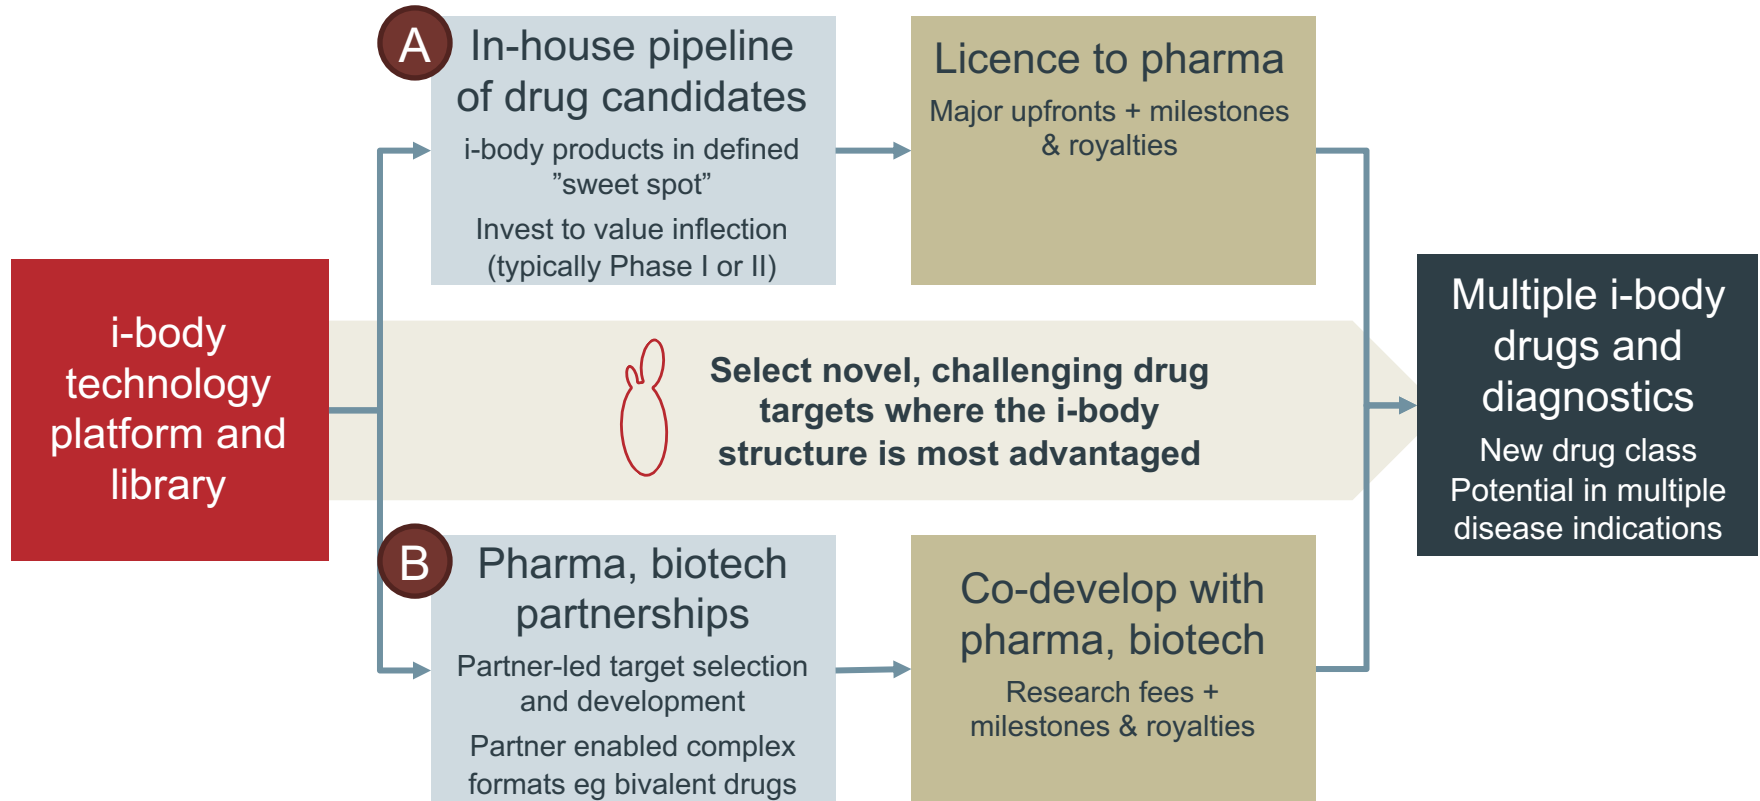 A
In-house pipeline
of drug candidates
i-body products in defined
”sweet spot”
Invest to value inflection
(typically Phase I or II)
Licence to pharma
Major upfronts + milestones
& royalties
i-body
technology
platform and
library
Select novel, challenging drug
targets where the i-body
structure is most advantaged
Multiple i-body
drugs and
diagnostics
New drug class
Potential in multiple
disease indications
B
Pharma, biotech
partnerships
Partner-led target selection
and development
Partner enabled complex
formats eg bivalent drugs
Co-develop with
pharma, biotech
Research fees +
milestones & royalties